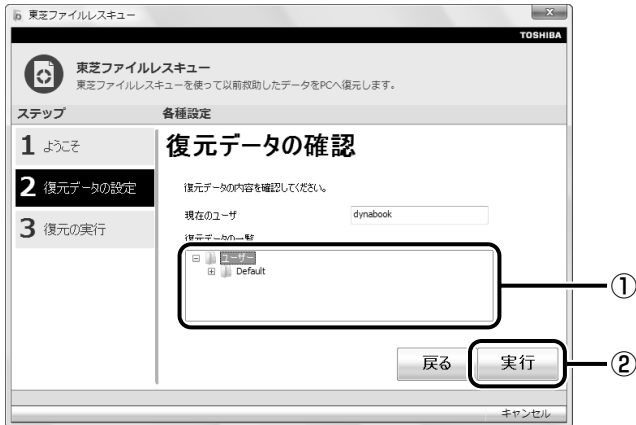 東芝ファイルレスキュー
TOSHIBA
東芝ファイルレスキュー
東芝ファイルレスキューを使って以前救助したデータをPCへ復元します。
ステップ
各種設定
1 ようこそ
2 復元データの設定
3 復元の実行
復元データの確認
復元データの内容を確認してください。
現在のユーザ
dynabook
復元データの一覧
ユーザー
Default
①
戻る
実行
②
キャンセル